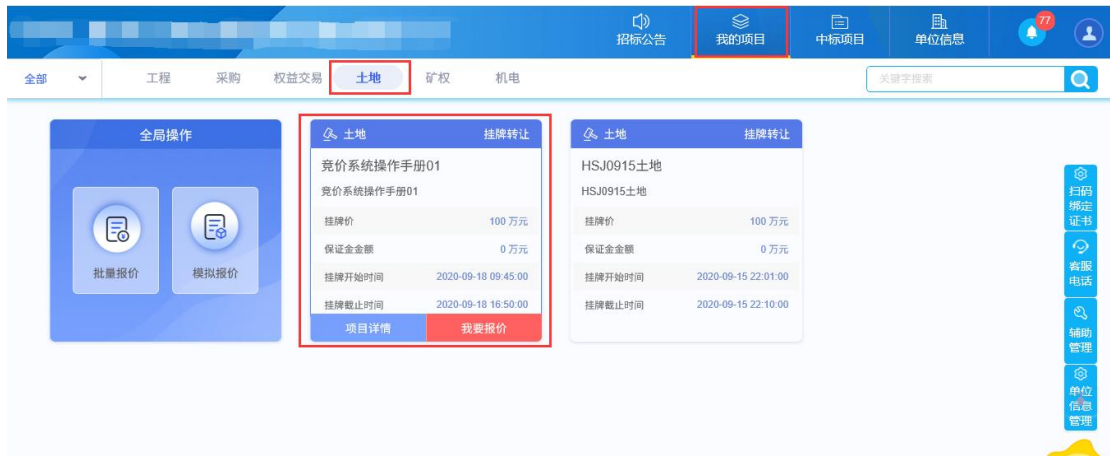 招标公告
我的项目
中标项目
单位信息
77
全部
工程
采购
权益交易
土地
矿权
机电
关键字搜索
全局操作
批量报价
模拟报价
土地 挂牌转让
竞价系统操作手册01
竞价系统操作手册01
挂牌价 100 万元
保证金金额 0 万元
挂牌开始时间 2020-09-18 09:45:00
挂牌截止时间 2020-09-18 16:50:00
项目详情 我要报价
土地 挂牌转让
HSJ0915土地
HSJ0915土地
挂牌价 100 万元
保证金金额 0 万元
挂牌开始时间 2020-09-15 22:01:00
挂牌截止时间 2020-09-15 22:10:00
扫码
绑定
证书
客服
电话
辅助
管理
单位
信息
管理